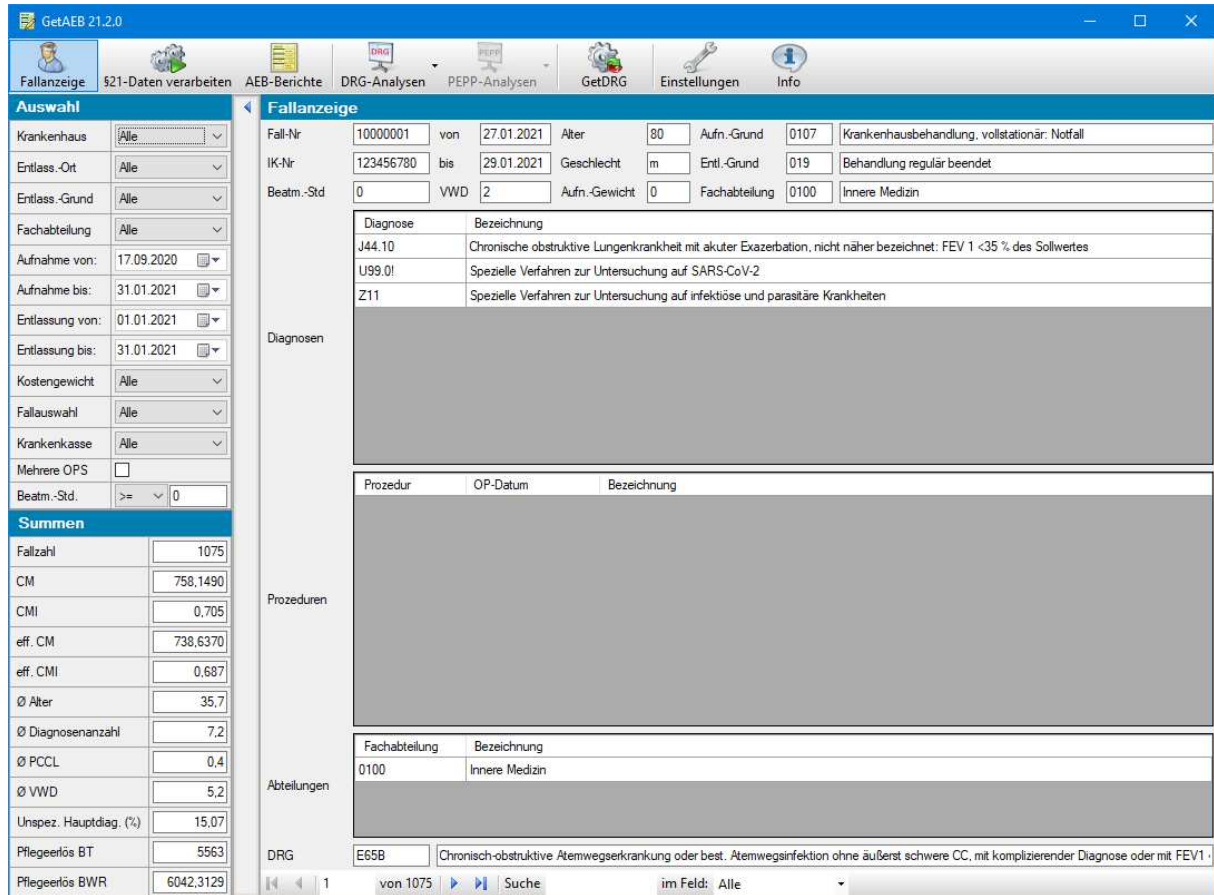 GetAEB 21.2.0
Fallanzeige §21-Daten verarbeiten AEB-Berichte DRG-Analysen PEPP-Analysen GetDRG Einstellungen Info
DRG
PEPP
Auswahl
Krankenhaus Alle
Entlass.-Ort Alle
Entlass.-Grund Alle
Fachabteilung Alle
Aufnahme von: 17.09.2020
Aufnahme bis: 31.01.2021
Entlassung von: 01.01.2021
Entlassung bis: 31.01.2021
Kostengewicht Alle
Fallauswahl Alle
Krankenkasse Alle
Mehrere OPS
Beatm.-Std. >= 0
Summen
Fallzahl 1075
CM 758,1490
CMI 0,705
eff. CM 738,6370
eff. CMI 0,687
Ø Alter 35,7
Ø Diagnosenanzahl 7,2
Ø PCCL 0,4
Ø VWD 5,2
Unspez. Hauptdiag. (%) 15,07
Pflegeerlös BT 5563
Pflegeerlös BWR 6042,3129
Fallanzeige
Fall-Nr 10000001 von 27.01.2021 Alter 80 Aufn.-Grund 0107 Krankenhausbehandlung, vollstationär: Notfall
IK-Nr 123456780 bis 29.01.2021 Geschlecht m Entl.-Grund 019 Behandlung regulär beendet
Beatm.-Std 0 VWD 2 Aufn.-Gewicht 0 Fachabteilung 0100 Innere Medizin
Diagnosen
Diagnose Bezeichnung
J44.10 Chronische obstruktive Lungenkrankheit mit akuter Exazerbation, nicht näher bezeichnet: FEV 1 <35 % des Sollwertes
U99.0! Spezielle Verfahren zur Untersuchung auf SARS-CoV-2
Z11 Spezielle Verfahren zur Untersuchung auf infektiöse und parasitäre Krankheiten
Prozeduren
Prozedur OP-Datum Bezeichnung
Abteilungen
Fachabteilung Bezeichnung
0100 Innere Medizin
DRG E65B Chronisch-obstruktive Atemwegserkrankung oder best. Atemwegsinfektion ohne äußerst schwere CC, mit komplizierender Diagnose oder mit FEV1
1 von 1075 Suche im Feld: Alle